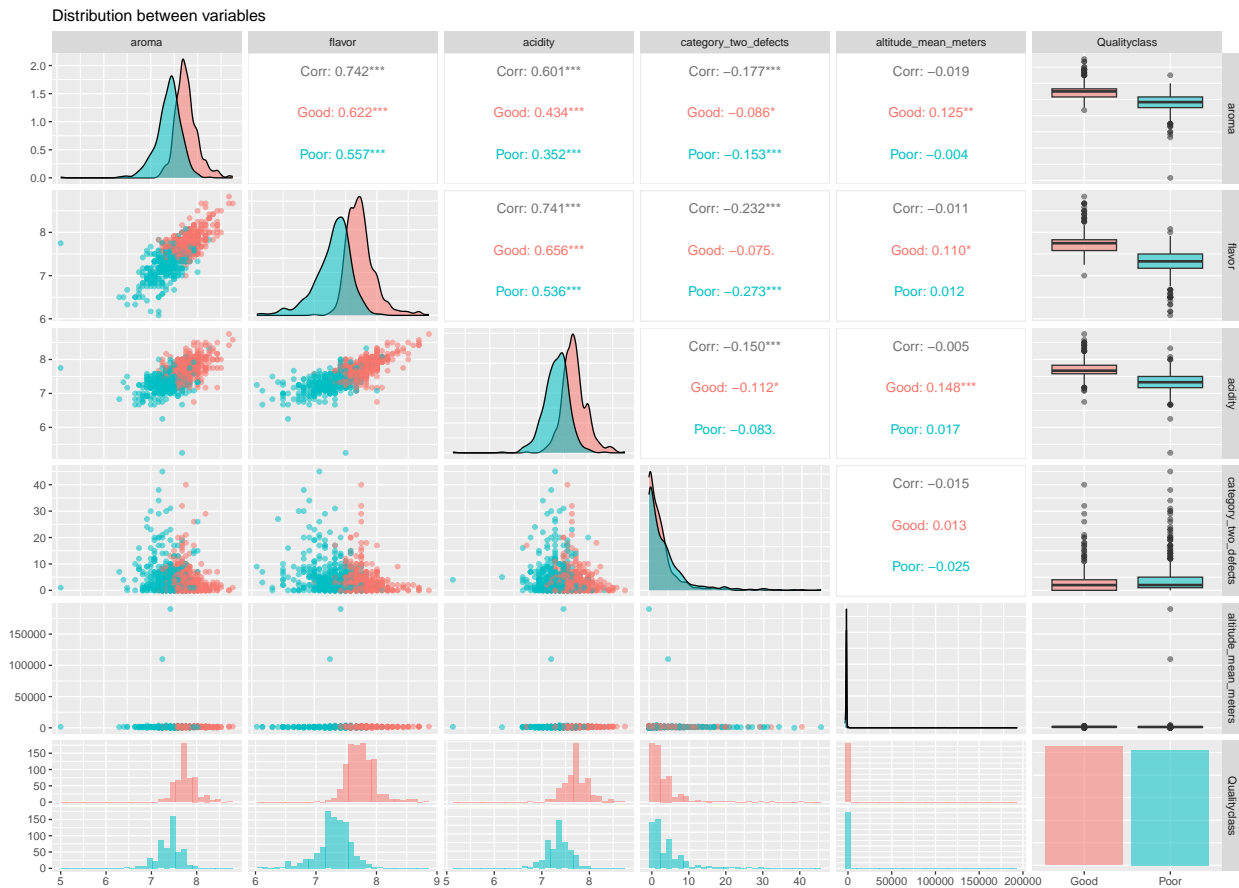 Distribution between variables
aroma flavor acidity category_two_defects altitude_mean_meters Qualityclass
2.0
1.5
1.0
0.5
0.0
Corr: 0.742*** Corr: 0.601*** Corr: −0.177*** Corr: −0.019
Good: 0.622*** Good: 0.434*** Good: −0.086* Good: 0.125**
Poor: 0.557*** Poor: 0.352*** Poor: −0.153*** Poor: −0.004
aroma
8
7
6
Corr: 0.741*** Corr: −0.232*** Corr: −0.011
Good: 0.656*** Good: −0.075. Good: 0.110*
Poor: 0.536*** Poor: −0.273*** Poor: 0.012
flavor
8
7
6
Corr: −0.150*** Corr: −0.005
Good: −0.112* Good: 0.148***
Poor: −0.083. Poor: 0.017
acidity
40
30
20
10
0
Corr: −0.015
Good: 0.013
Poor: −0.025
category_two_defects
150000
100000
50000
0
altitude_mean_meters
150
100
50
0
150
100
50
0
Qualityclass
5 6 7 8 6 7 8 9 5 6 7 8 0 10 20 30 40 0 50000 100000 150000 200000 Good Poor